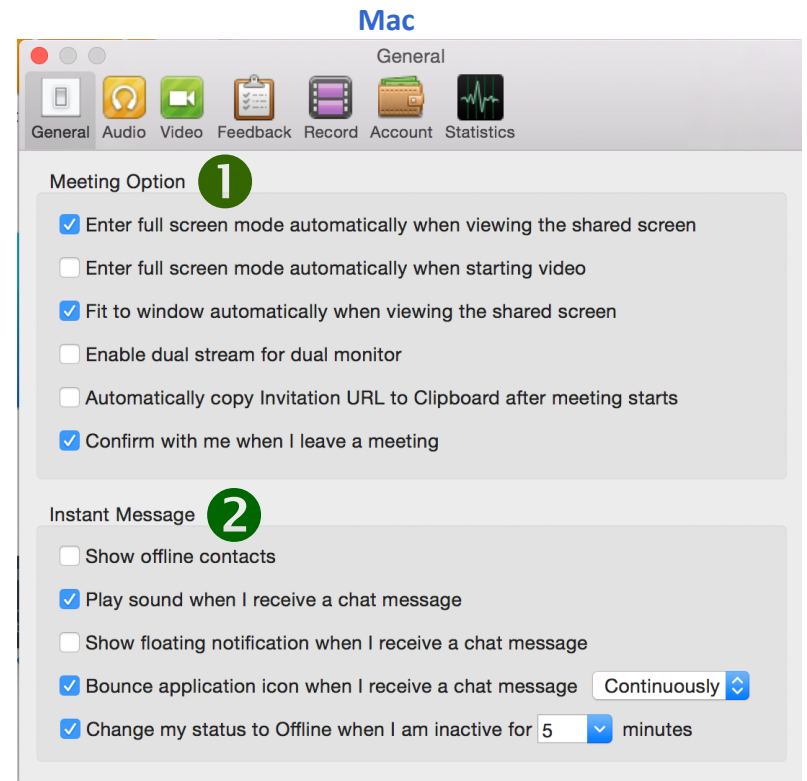 Mac
General
General Audio Video Feedback Record Account Statistics
Meeting Option 1
Enter full screen mode automatically when viewing the shared screen
Enter full screen mode automatically when starting video
Fit to window automatically when viewing the shared screen
Enable dual stream for dual monitor
Automatically copy Invitation URL to Clipboard after meeting starts
Confirm with me when I leave a meeting
Instant Message 2
Show offline contacts
Play sound when I receive a chat message
Show floating notification when I receive a chat message
Bounce application icon when I receive a chat message Continuously
Change my status to Offline when I am inactive for 5 minutes